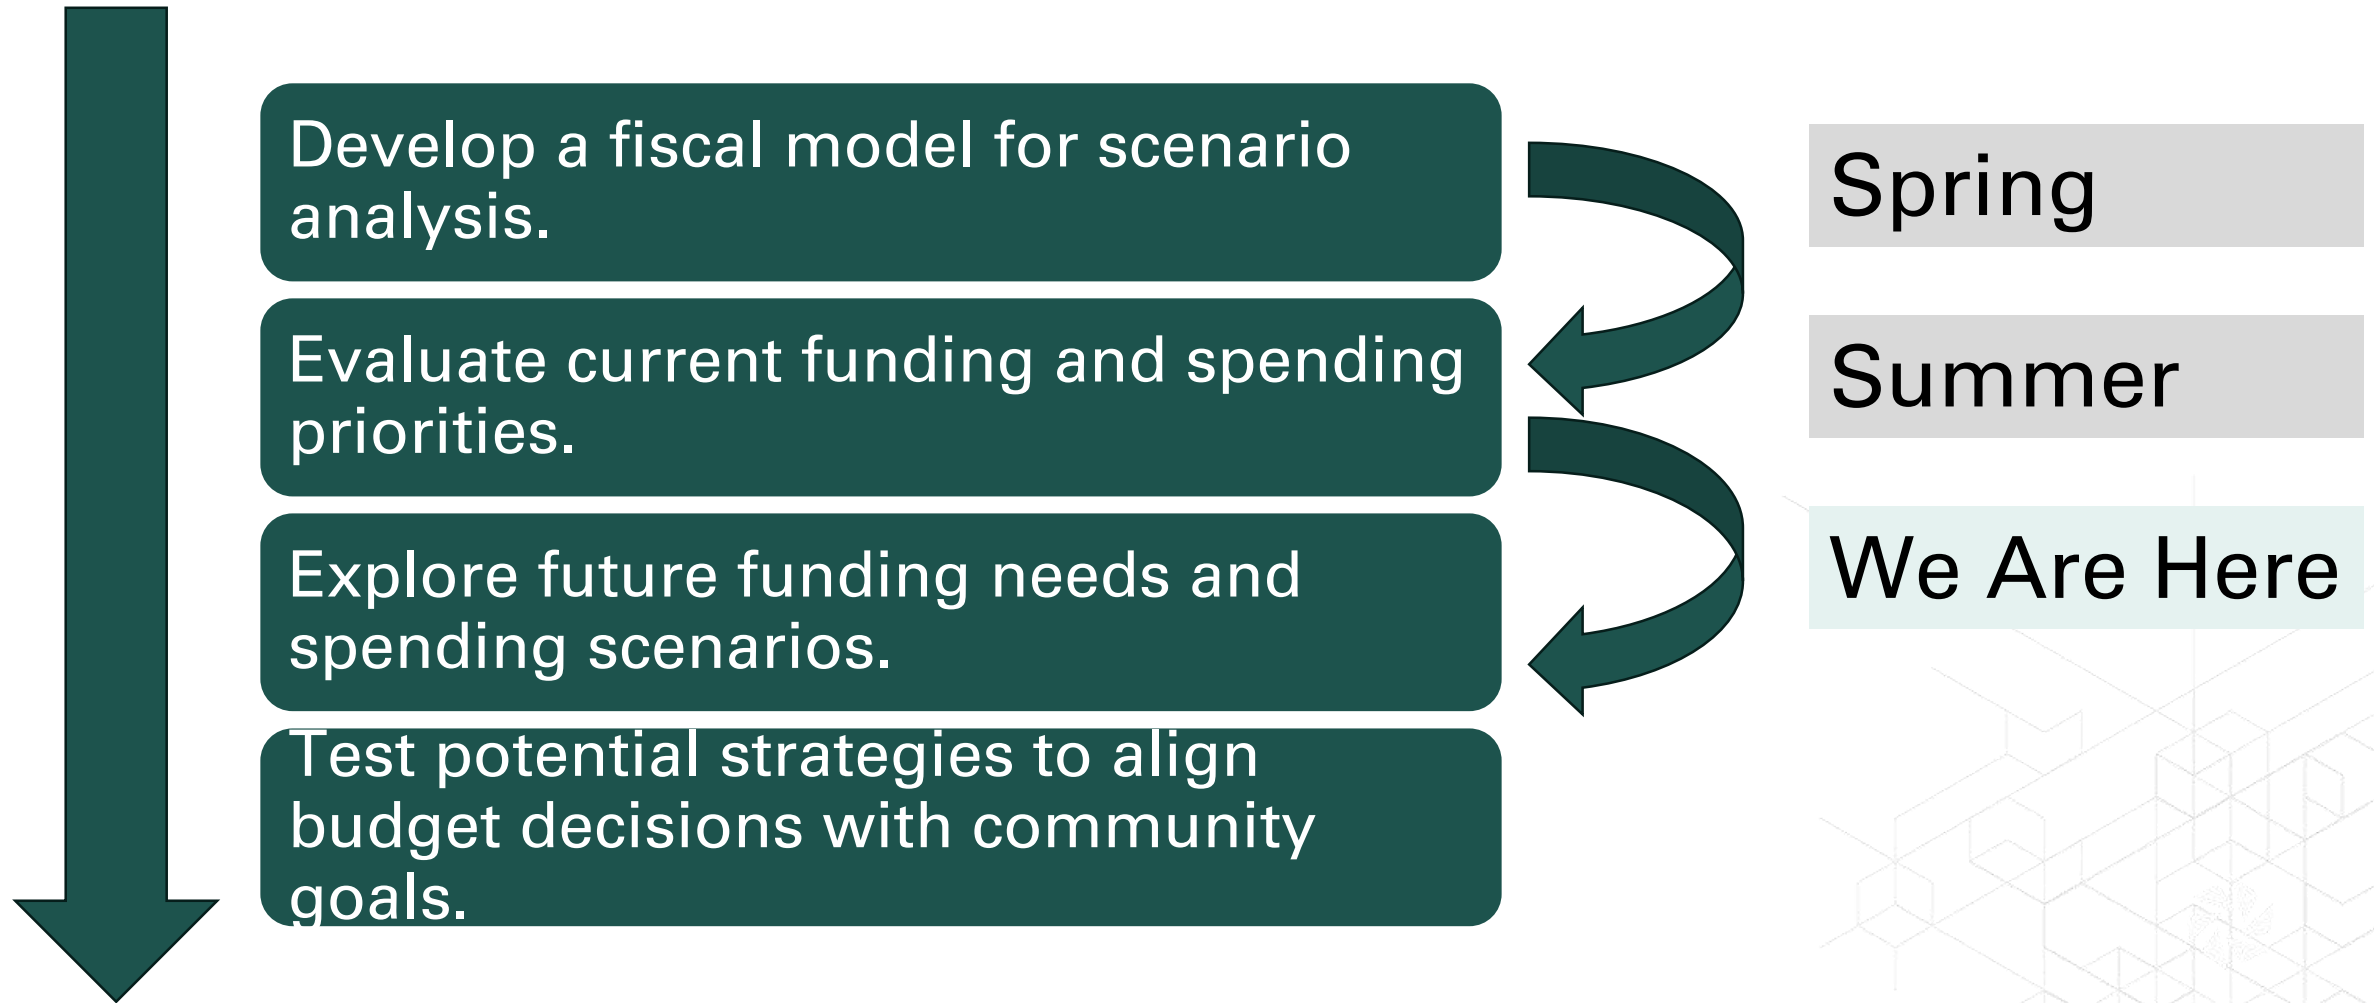 Develop a fiscal model for scenario
analysis.
Spring
Evaluate current funding and spending
priorities.
Summer
Explore future funding needs and
spending scenarios.
We Are Here
Test potential strategies to align
budget decisions with community
goals.